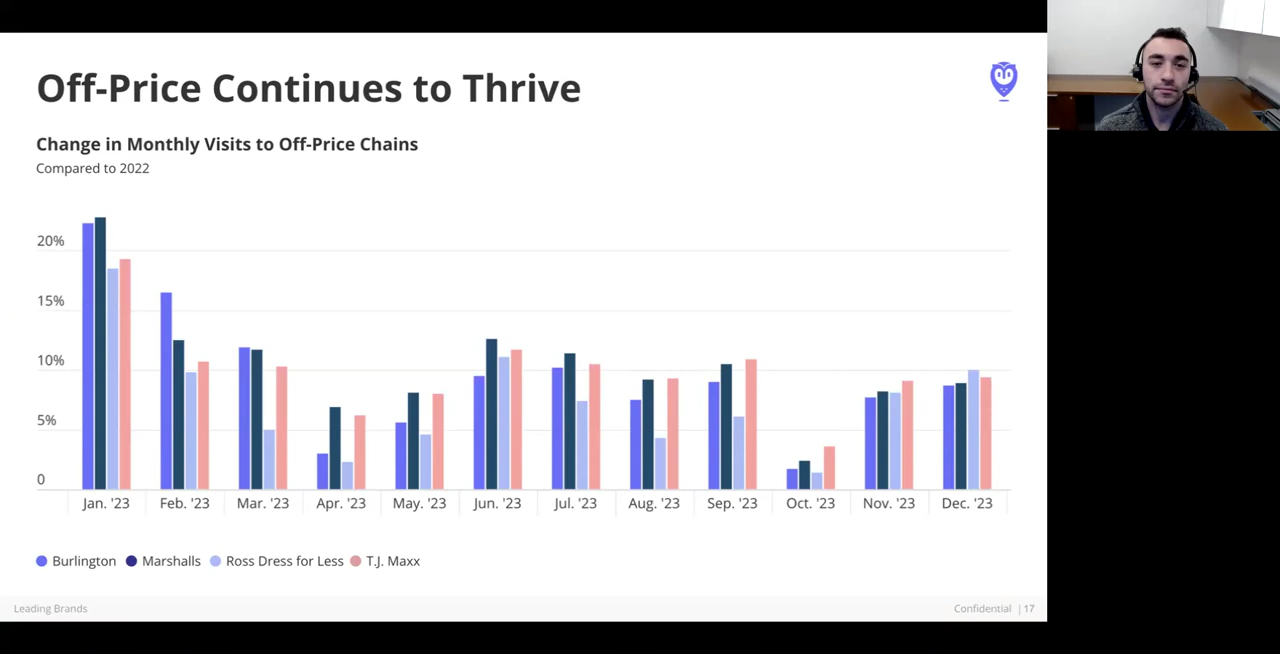 Off-Price Continues to Thrive
Change in Monthly Visits to Off-Price Chains
Compared to 2022
20%
15%
10%
5%
0
Jan. '23 Feb. '23 Mar. '23 Apr. '23 May. '23 Jun. '23 Jul. '23 Aug. '23 Sep. '23 Oct. '23 Nov. '23 Dec. '23
Burlington Marshalls Ross Dress for Less T.J. Maxx
Leading Brands Confidential | 17